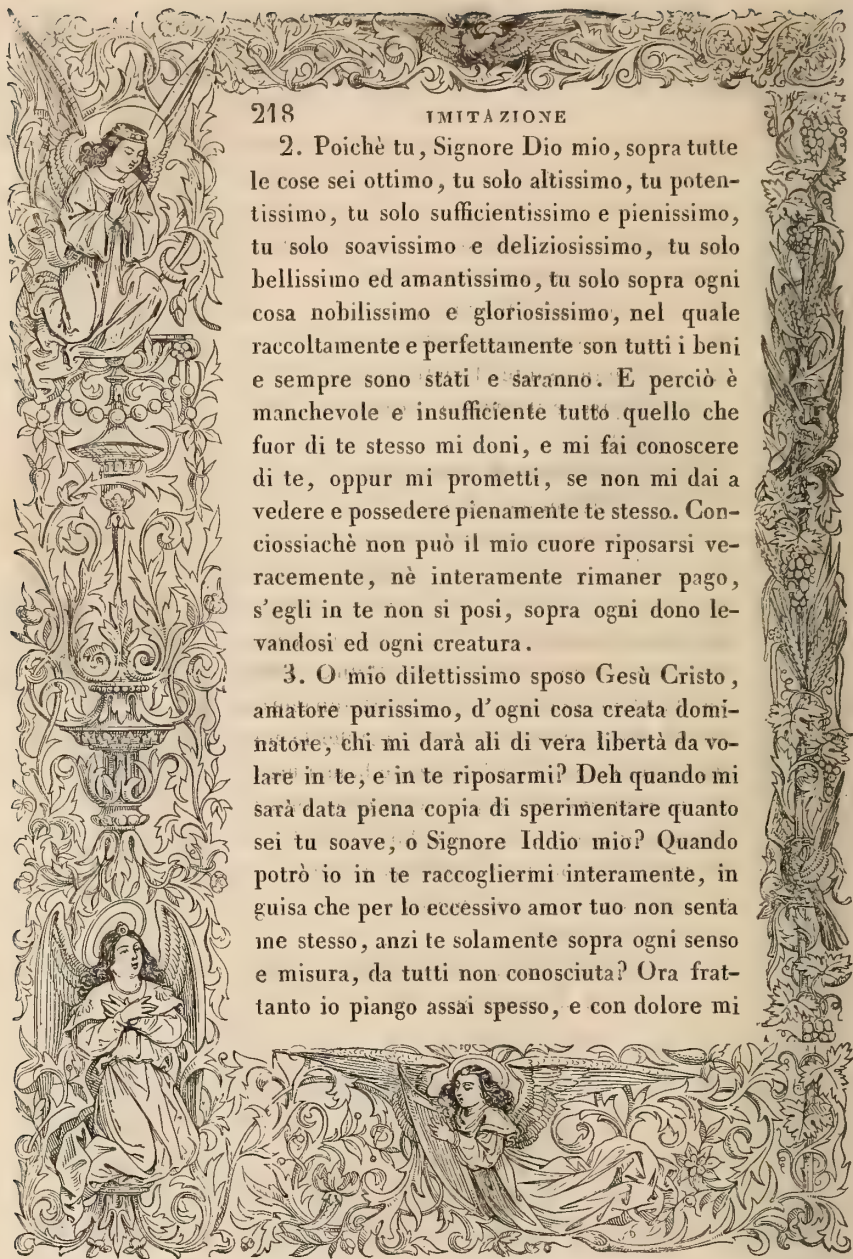 218 IMITAZIONE
2. Poichè tu, Signore Dio mio, sopra tutte
le cose sei ottimo, tu solo altissimo, tu poten-
tissimo, tu solo sufficientissimo e pienissimo,
tu solo soavissimo e deliziosissimo, tu solo
bellissimo ed amantissimo, tu solo sopra ogni
cosa nobilissimo e gloriosissimo, nel quale
raccoltamente e perfettamente son tutti i beni
e sempre sono stati e saranno. E perciò è
manchevole e insufficiente tutto quello che
fuor di te stesso mi doni, e mi fai conoscere
di te, oppur mi prometti, se non mi dai a
vedere e possedere pienamente te stesso. Con-
ciossiachè non può il mio cuore riposarsi ve-
racemente, nè interamente rimaner pago,
s'egli in te non si posi, sopra ogni dono le-
vandosi ed ogni creatura.
3. O mio dilettissimo sposo Gesù Cristo,
amatore purissimo, d'ogni cosa creata domi-
natore, chi mi darà ali di vera libertà da vo-
lare in te, e in te riposarmi? Deh quando mi
sarà data piena copia di sperimentare quanto
sei tu soave, o Signore Iddio mio? Quando
potrò io in te raccogliermi interamente, in
guisa che per lo eccessivo amor tuo non senta
me stesso, anzi te solamente sopra ogni senso
e misura, da tutti non conosciuta? Ora frat-
tanto io piango assai spesso, e con dolore mi